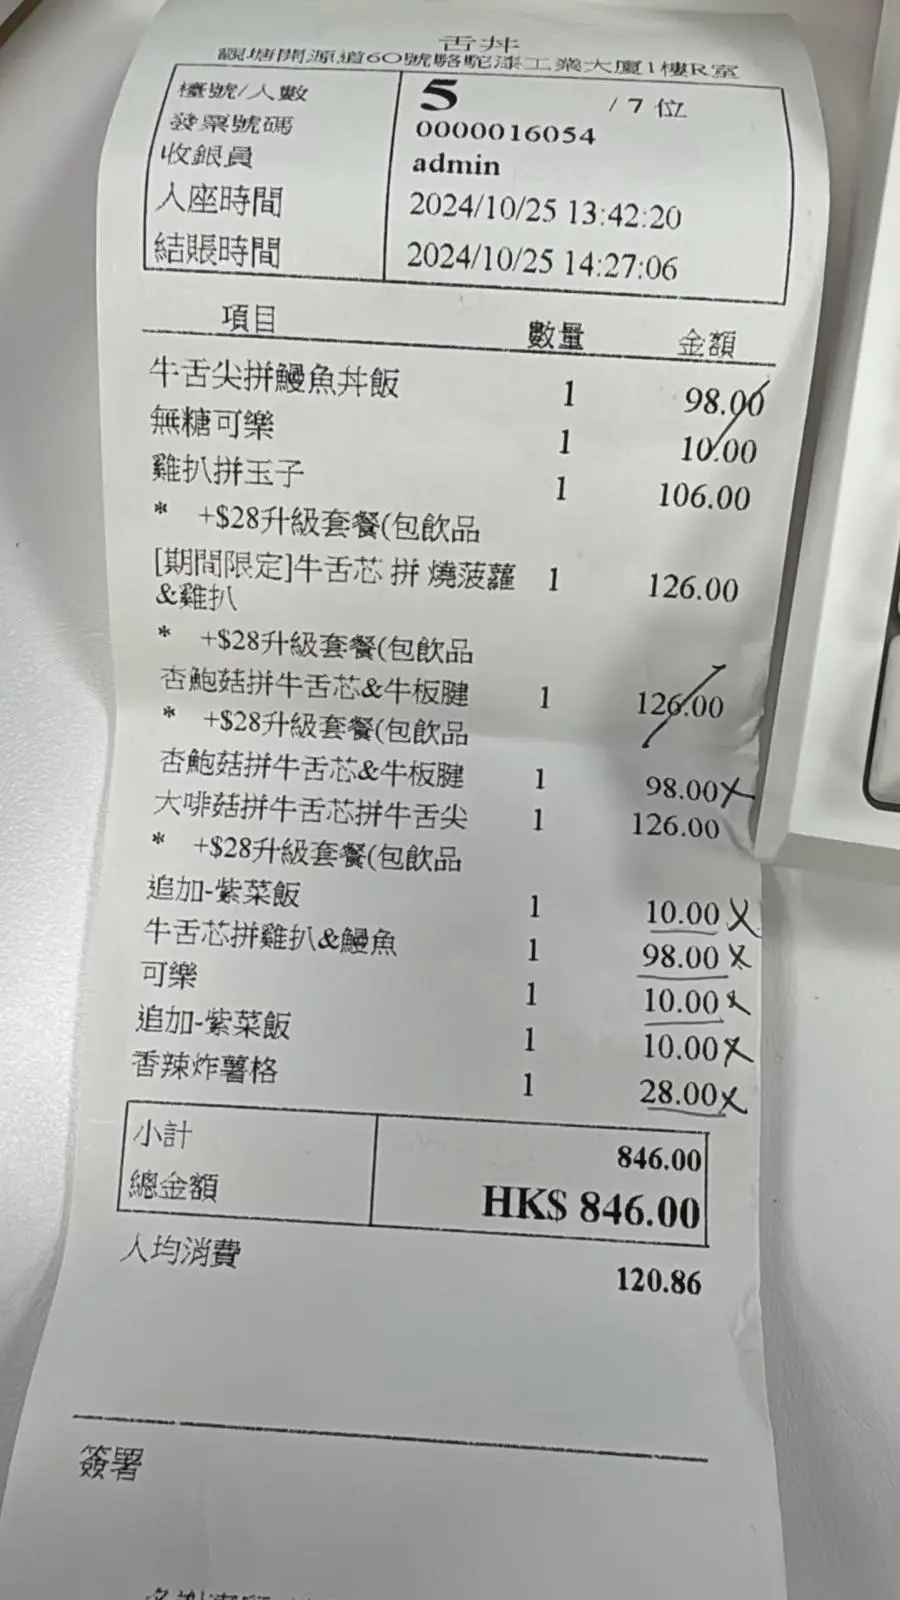 舌丼
觀塘開源道60號駱駝漆工業大廈1樓R室
檯號/人數 5 / 7 位
發票號碼 0000016054
收銀員 admin
入座時間 2024/10/25 13:42:20
結賬時間 2024/10/25 14:27:06
項目 數量 金額
牛舌尖拼鰻魚丼飯 1 98.00
無糖可樂 1 10.00
雞扒拼玉子 1 106.00
* +$28升級套餐(包飲品
[期間限定]牛舌芯 拼 燒菠蘿 1 126.00
&雞扒
* +$28升級套餐(包飲品
杏鮑菇拼牛舌芯&牛板腱 1 126.00
* +$28升級套餐(包飲品
杏鮑菇拼牛舌芯&牛板腱 1 98.00
大啡菇拼牛舌芯拼牛舌尖 1 126.00
* +$28升級套餐(包飲品
追加-紫菜飯 1 10.00
牛舌芯拼雞扒&鰻魚 1 98.00
可樂 1 10.00
追加-紫菜飯 1 10.00
香辣炸薯格 1 28.00
小計 846.00
總金額 HK$ 846.00
人均消費 120.86
簽署